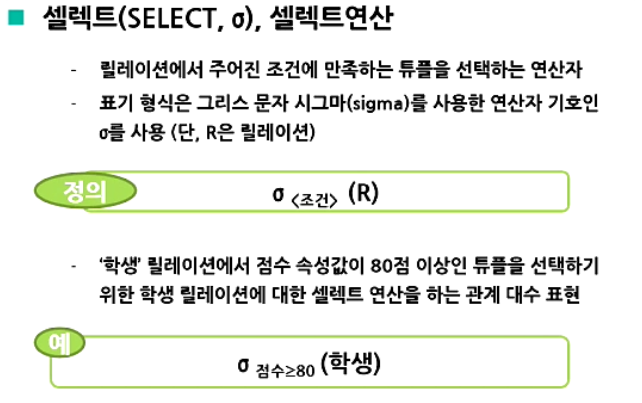 ■ 셀렉트(SELECT, σ), 셀렉트연산
- 릴레이션에서 주어진 조건에 만족하는 튜플을 선택하는 연산자
- 표기 형식은 그리스 문자 시그마(sigma)를 사용한 연산자 기호인
σ를 사용 (단, R은 릴레이션)
정의
σ <조건> (R)
- ‘학생’ 릴레이션에서 점수 속성값이 80점 이상인 튜플을 선택하기
위한 학생 릴레이션에 대한 셀렉트 연산을 하는 관계 대수 표현
예
σ 점수≥80 (학생)